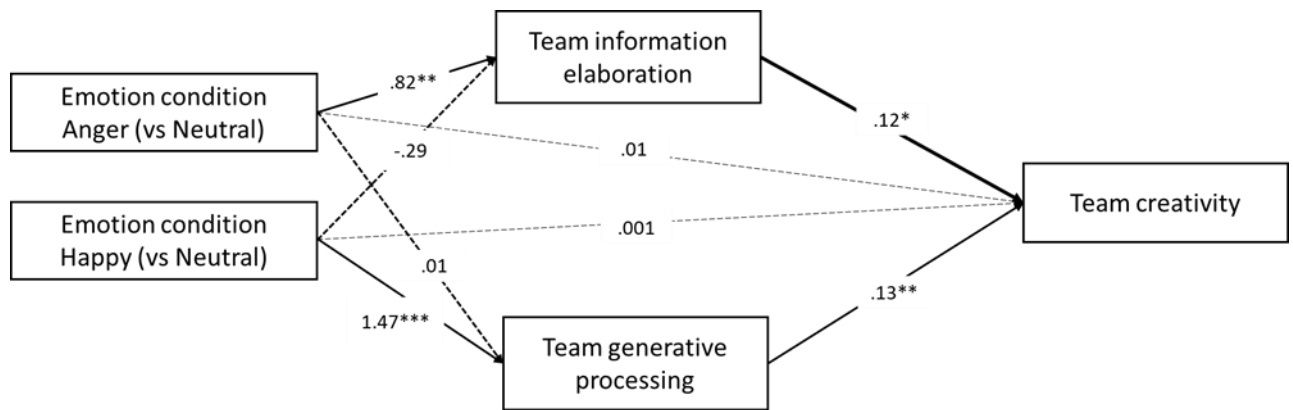 Team information
elaboration
Emotion condition
Anger (vs Neutral)
.82**
.12*
-.29
.01
Team creativity
Emotion condition
Happy (vs Neutral)
.001
.01
.13**
1.47***
Team generative
processing